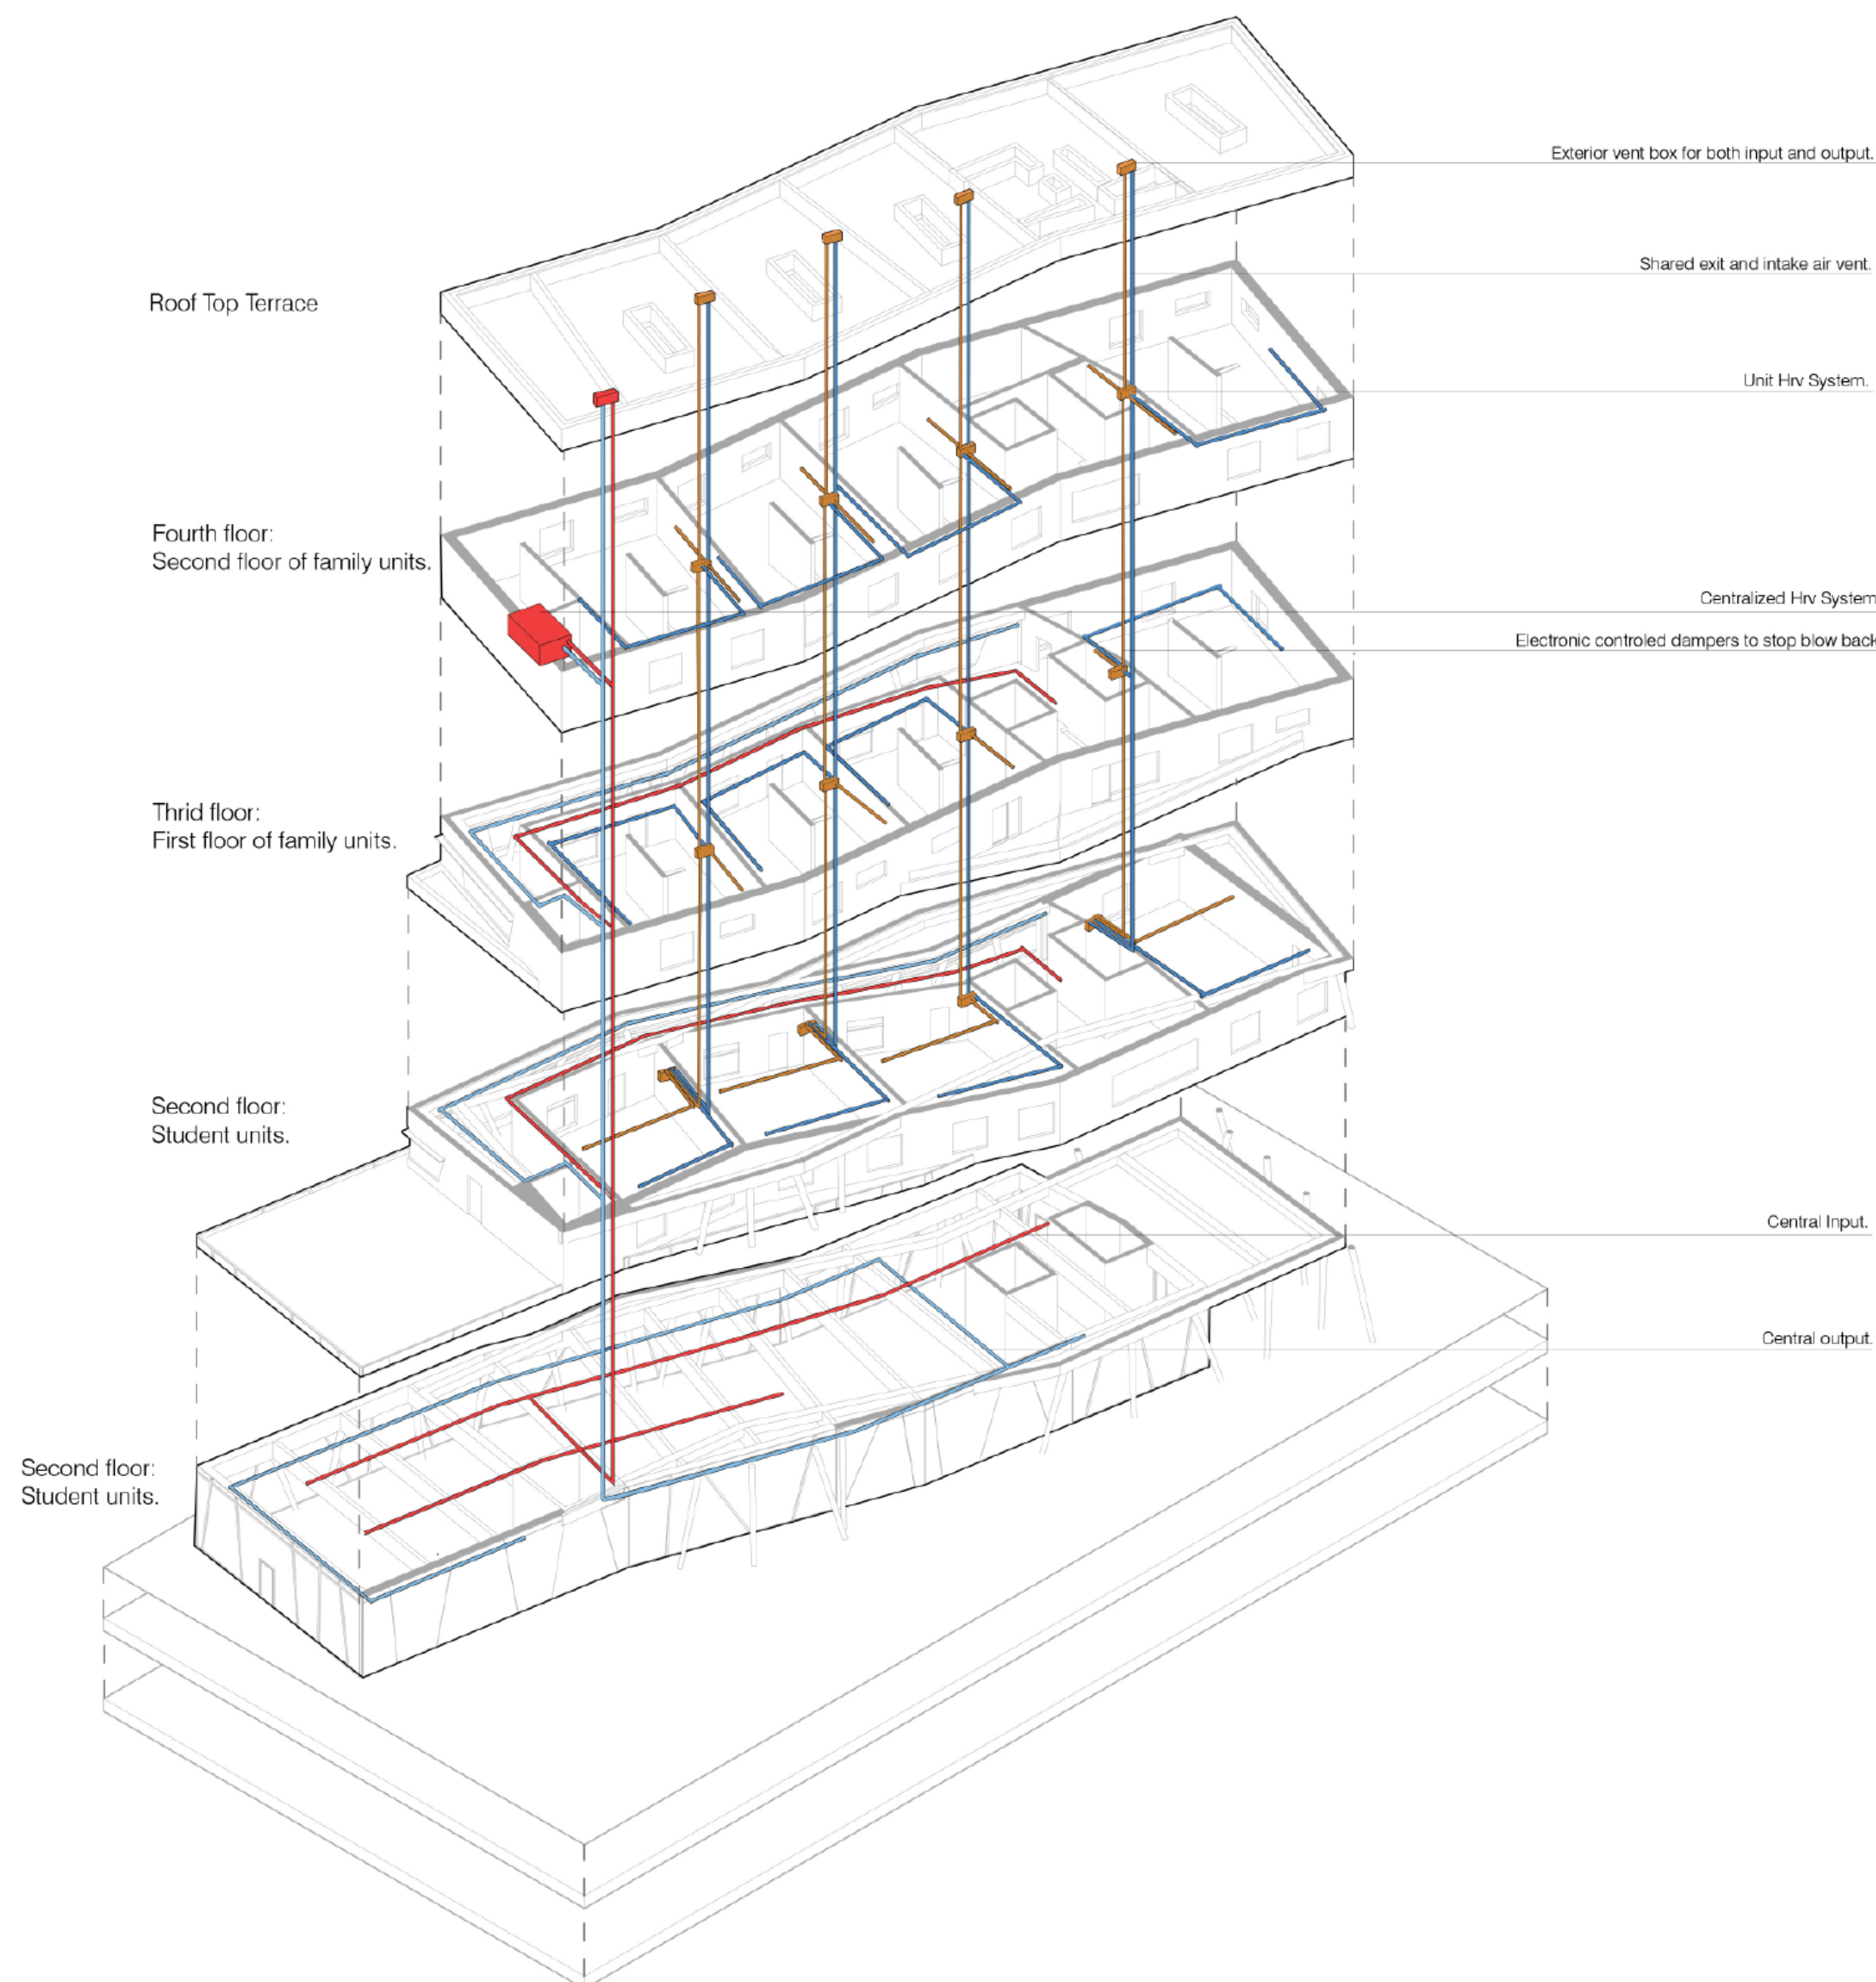 Exterior vent box for both input and output.
Shared exit and intake air vent.
Roof Top Terrace
Unit Hrv System.
Fourth floor:
Second floor of family units.
Centralized Hrv System
Electronic controled dampers to stop blow back
Thrid floor:
First floor of family units.
Second floor:
Student units.
Central Input.
Central output.
Second floor:
Student units.